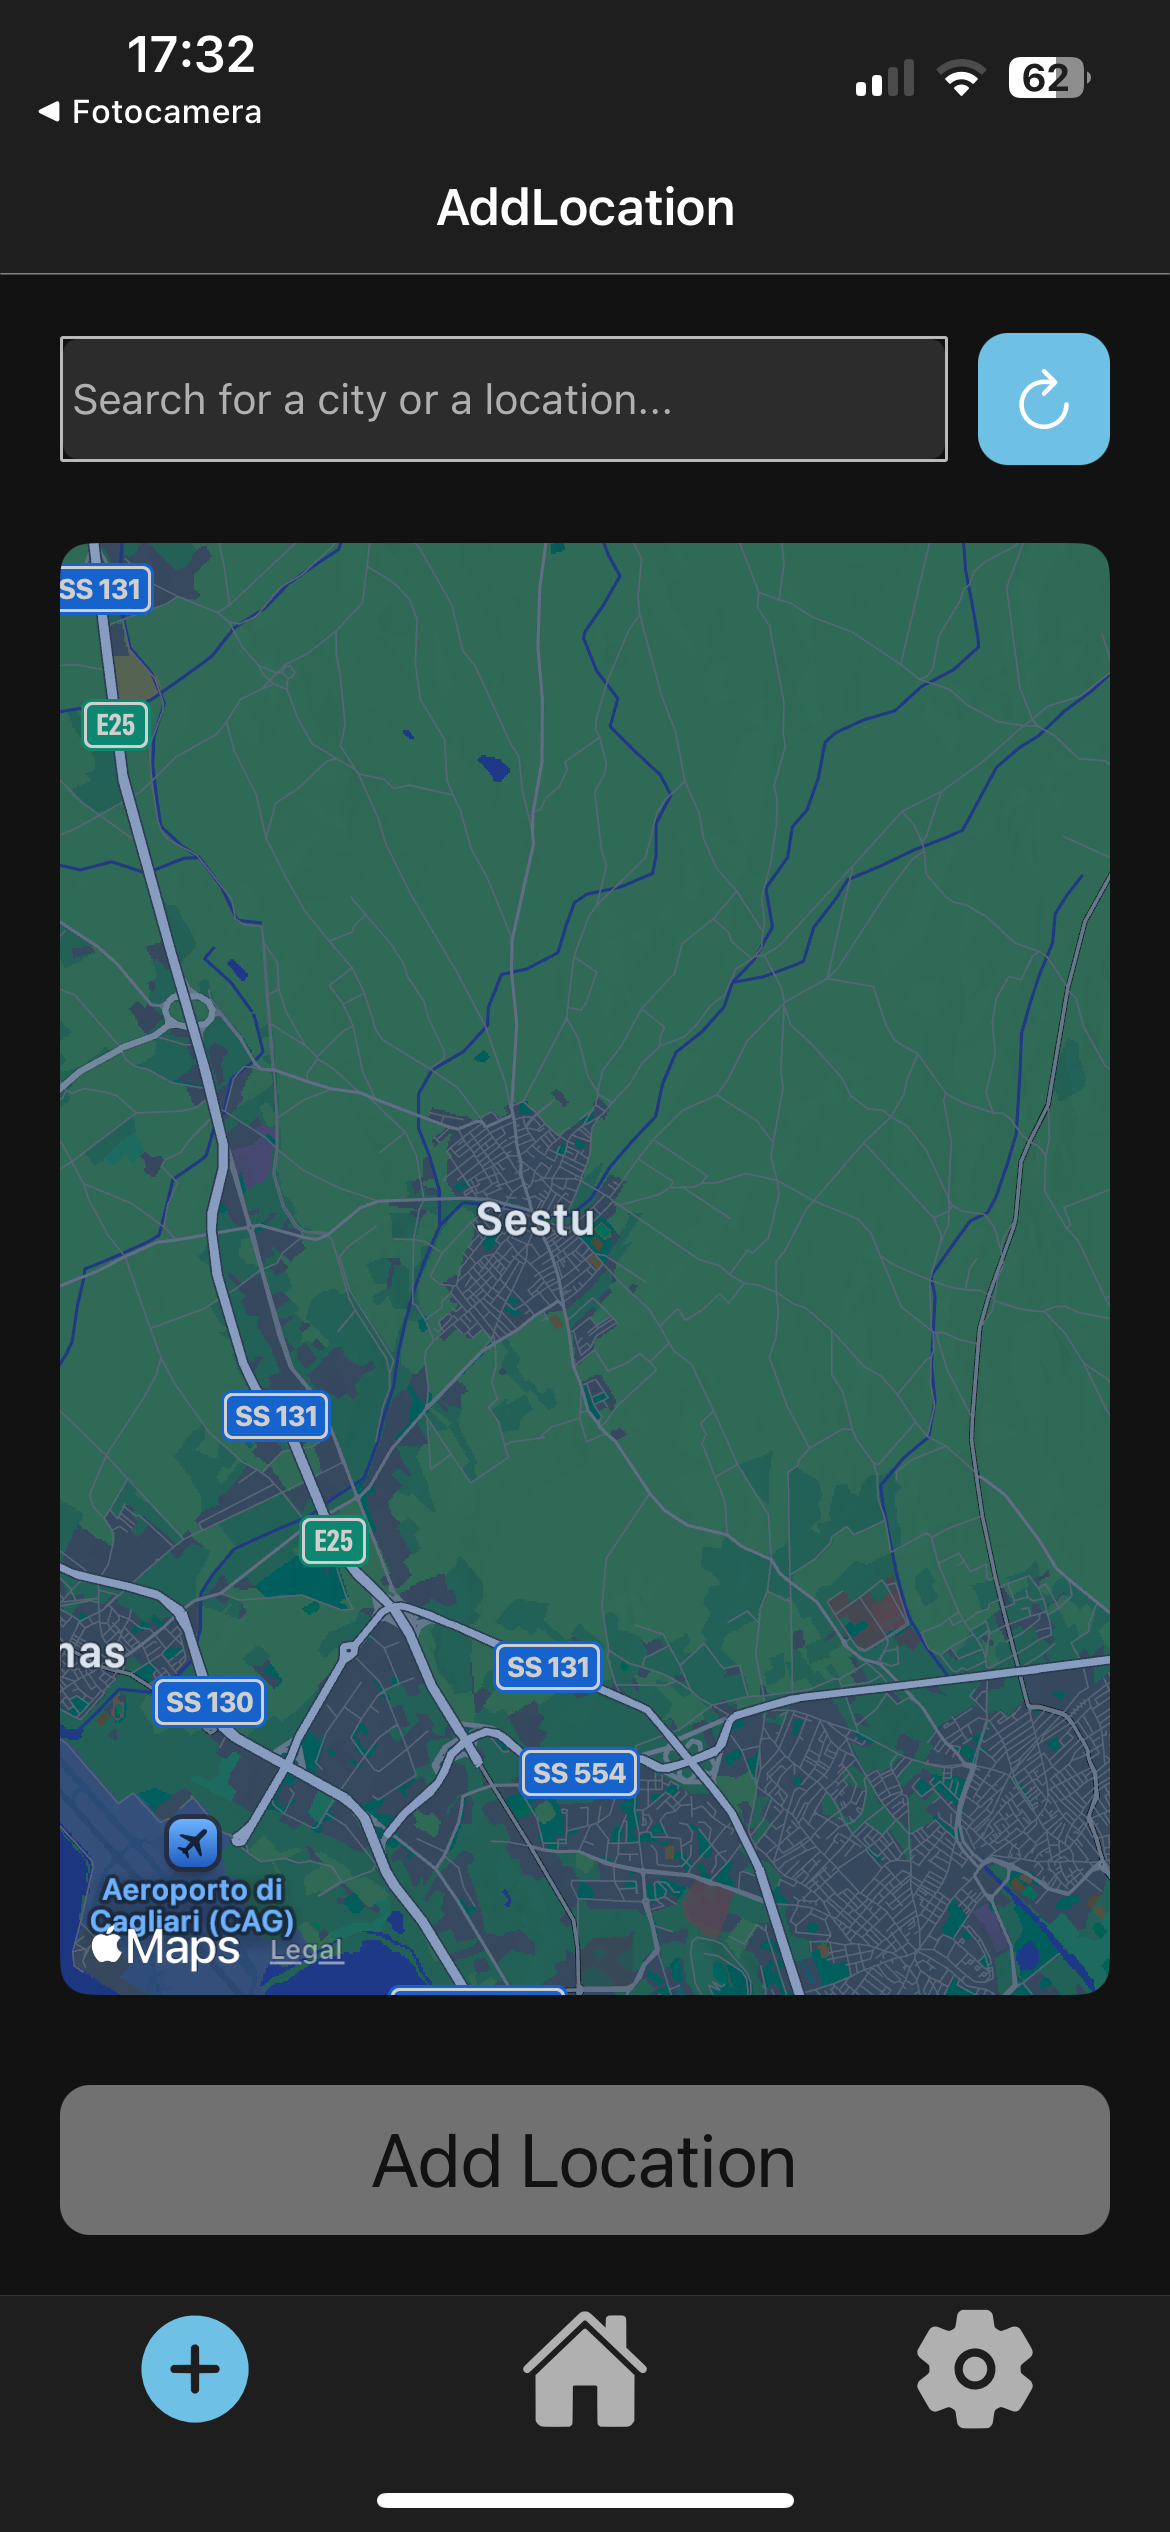 17:32
62
◀ Fotocamera
AddLocation
Search for a city or a location...
SS 131
E25
Sestu
SS 131
E25
nas
SS 131
SS 130
SS 554
Aeroporto di
Cagliari (CAG)
Maps Legal
Add Location